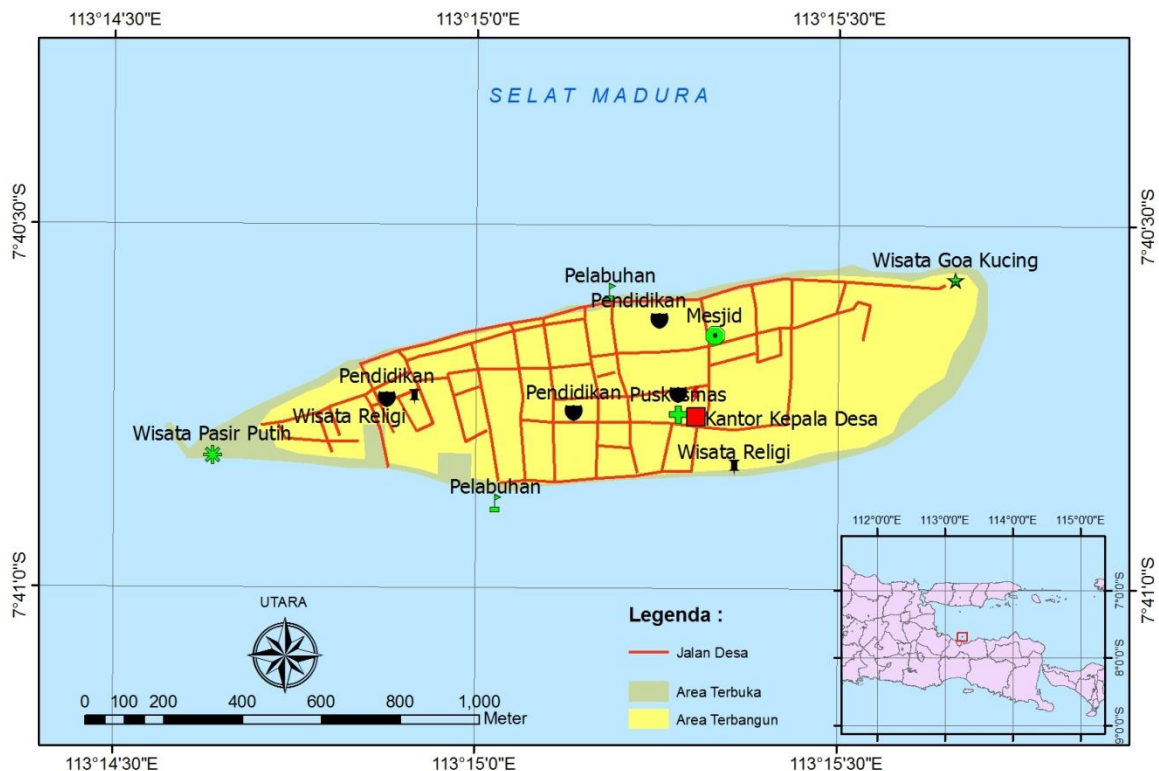 113°14'30"E
113°15'0"E
113°15'30"E
SELAT MADURA
7°40'30"S
7°40'30"S
Wisata Goa Kucing
Pelabuhan
Pendidikan
Mesjid
Pendidikan
Pendidikan
Puskesmas
Wisata Religi
Kantor Kepala Desa
Wisata Pasir Putih
Wisata Religi
Pelabuhan
7°41'0"S
7°41'0"S
UTARA
0 100 200 400 600 800 1,000
Meter
Legenda :
Jalan Desa
Area Terbuka
Area Terbangun
112°0'0"E 113°0'0"E 114°0'0"E 115°0'0"E
7°0'0"S
8°0'0"S
9°0'0"S
113°14'30"E
113°15'0"E
113°15'30"E